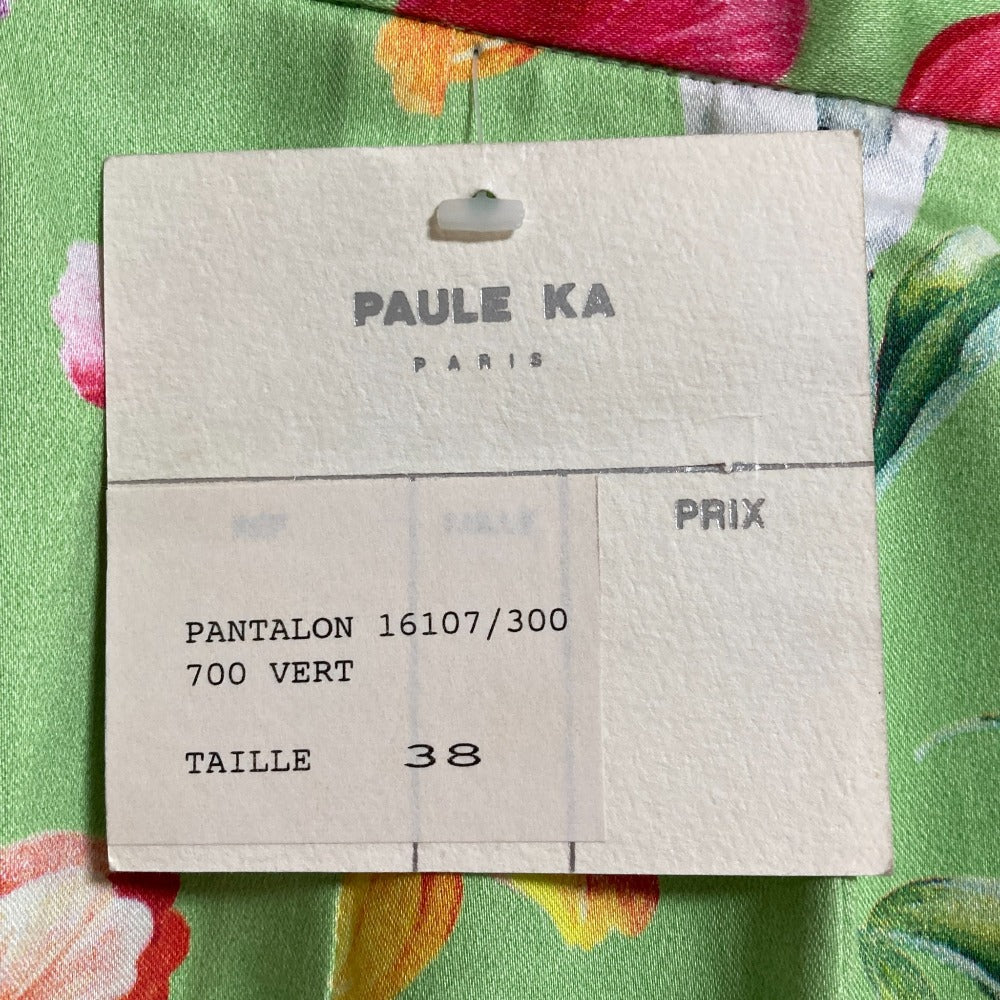 PAULE KA
PARIS
PRIX
PANTALON 16107/300
700 VERT
TAILLE 38